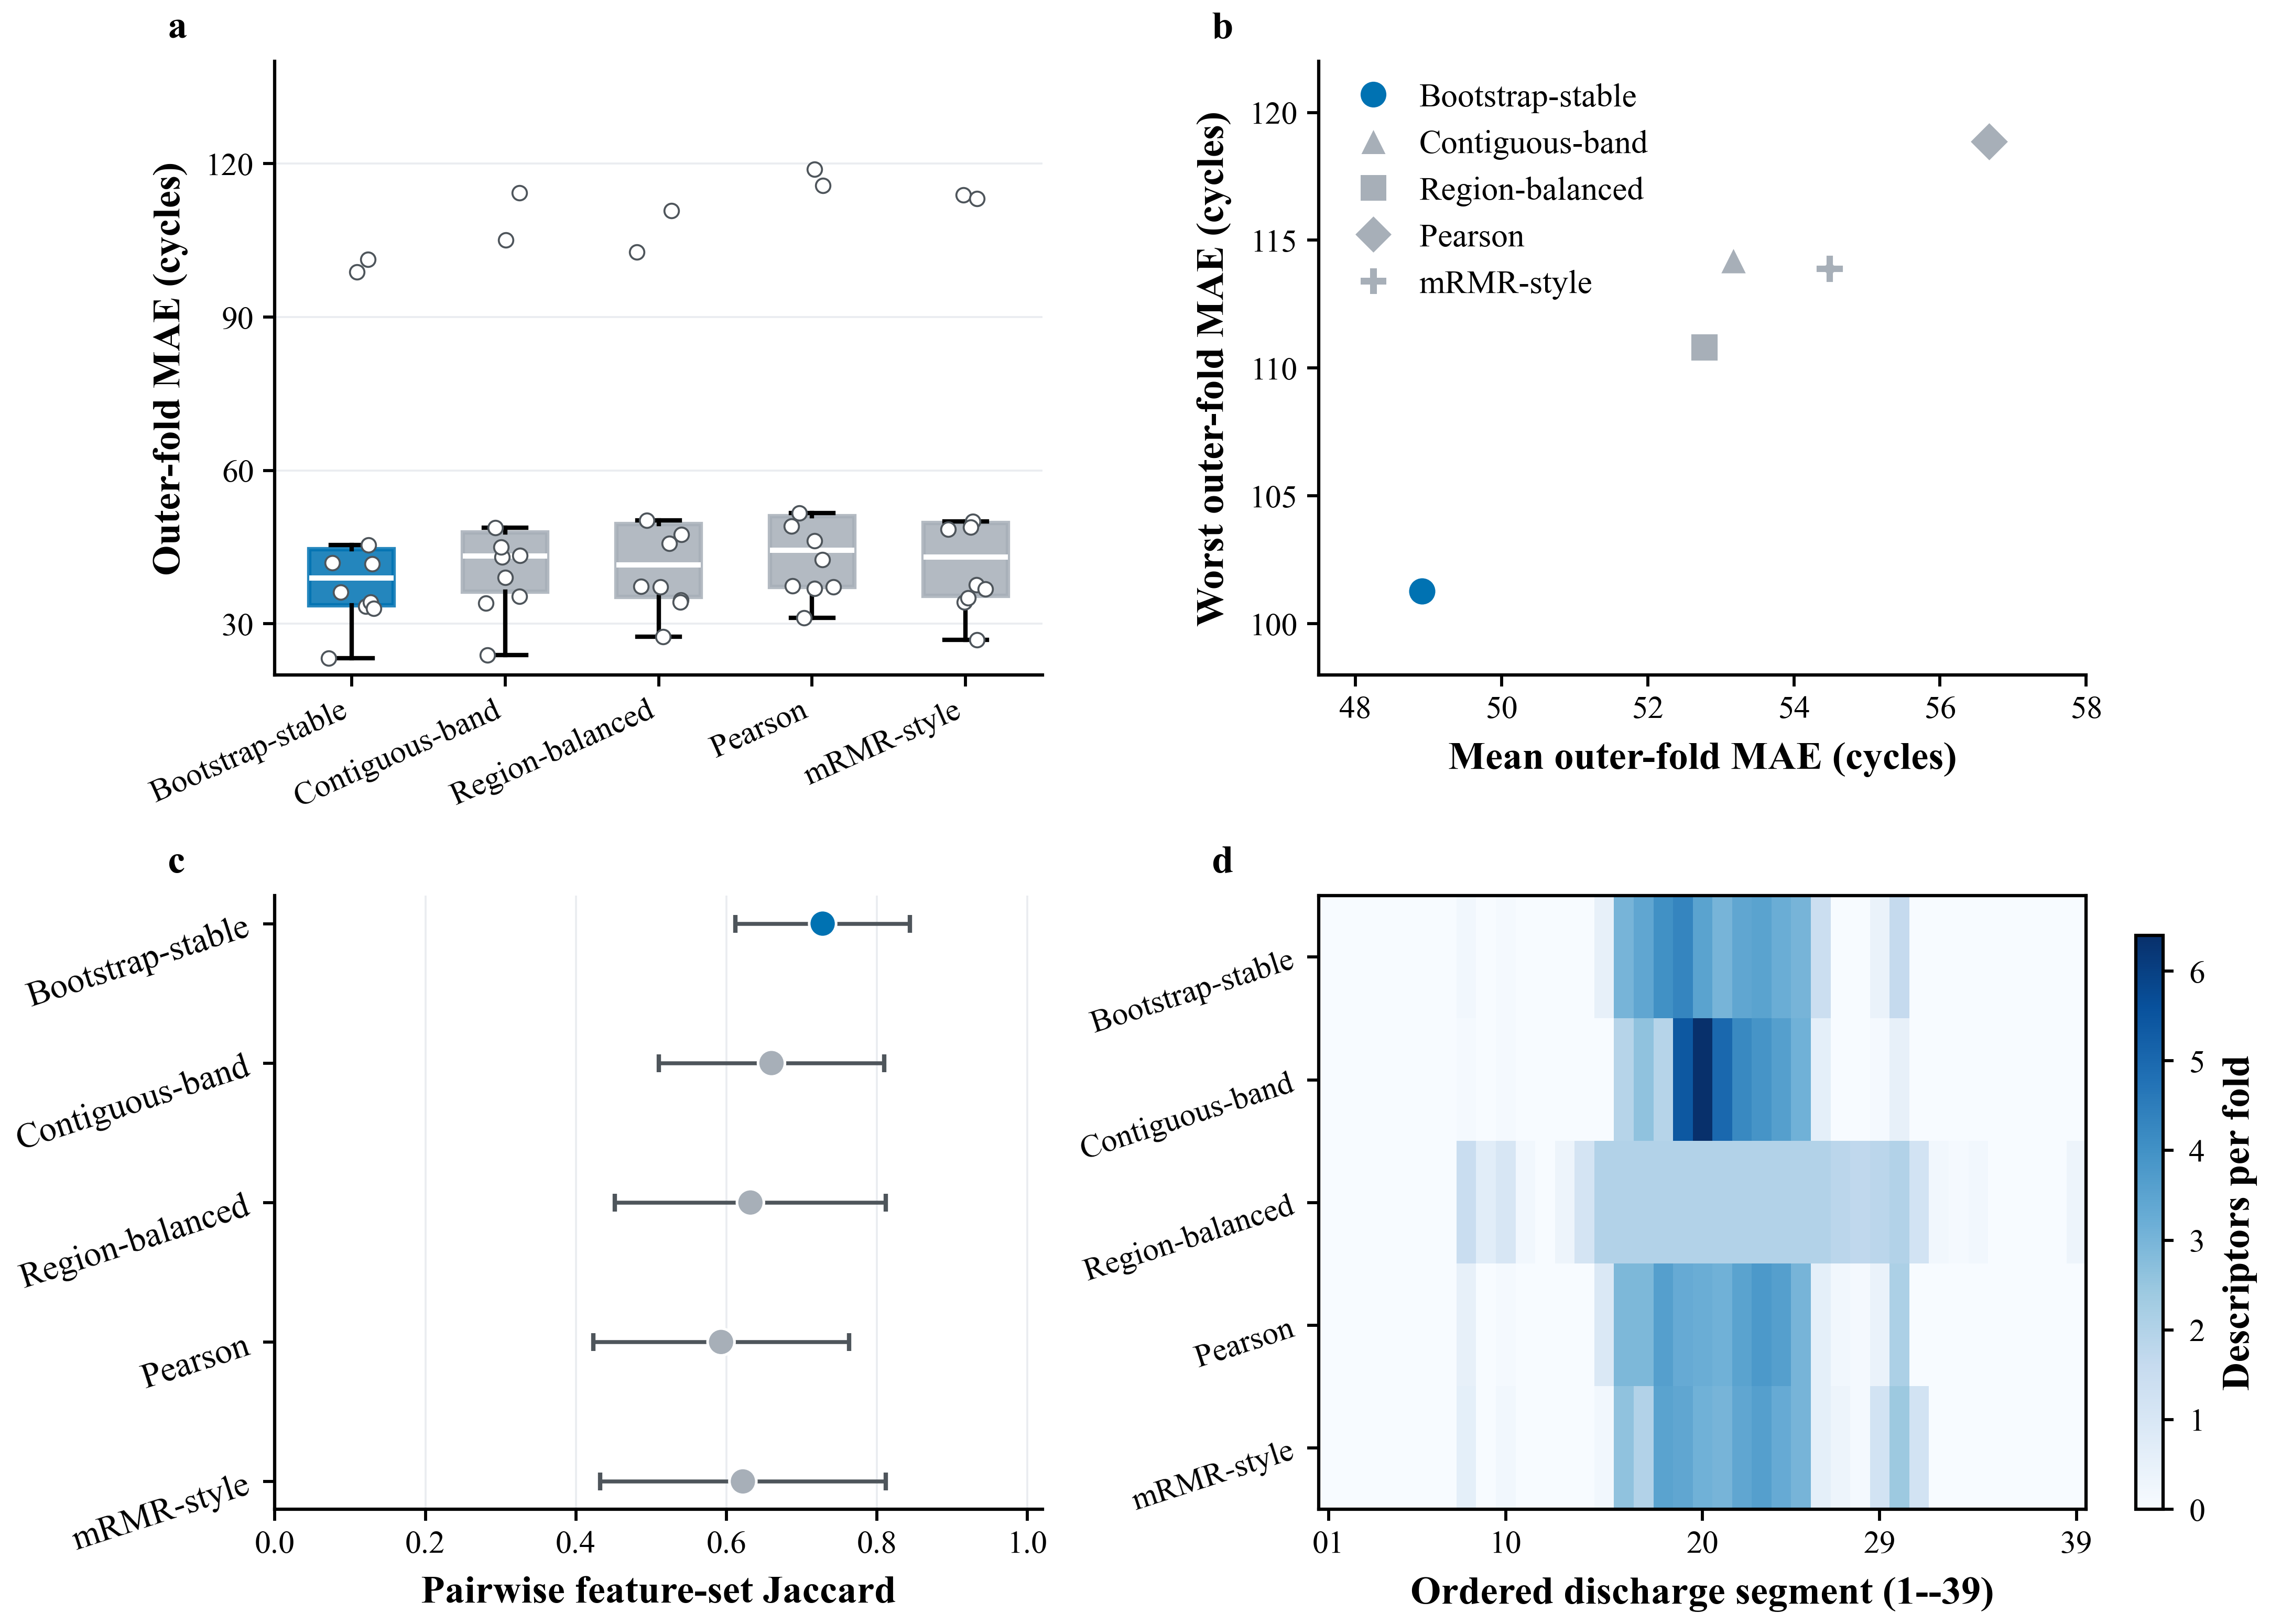 a
Outer-fold MAE (cycles)
120
90
60
30
Bootstrap-stable
Contiguous-band
Region-balanced
Pearson
mRMR-style
b
Worst outer-fold MAE (cycles)
120
115
110
105
100
Bootstrap-stable
Contiguous-band
Region-balanced
Pearson
mRMR-style
48
50
52
54
56
58
Mean outer-fold MAE (cycles)
c
Bootstrap-stable
Contiguous-band
Region-balanced
Pearson
mRMR-style
0.0
0.2
0.4
0.6
0.8
1.0
Pairwise feature-set Jaccard
d
Bootstrap-stable
Contiguous-band
Region-balanced
Pearson
mRMR-style
01
10
20
29
39
Ordered discharge segment (1--39)
6
5
4
3
2
1
0
Descriptors per fold